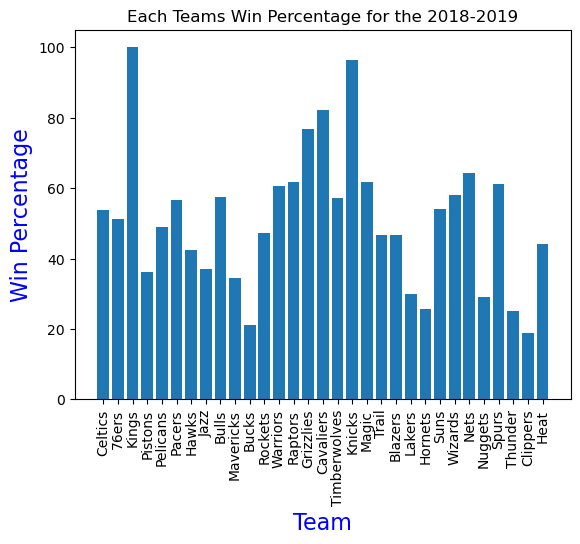 Each Teams Win Percentage for the 2018-2019
Win Percentage
100
80
60
40
20
0
Celtics
76ers
Kings
Pistons
Pelicans
Pacers
Hawks
Jazz
Bulls
Mavericks
Bucks
Rockets
Warriors
Raptors
Grizzlies
Cavaliers
Timberwolves
Knicks
Magic
Trail
Blazers
Lakers
Hornets
Suns
Wizards
Nets
Nuggets
Spurs
Thunder
Clippers
Heat
Team